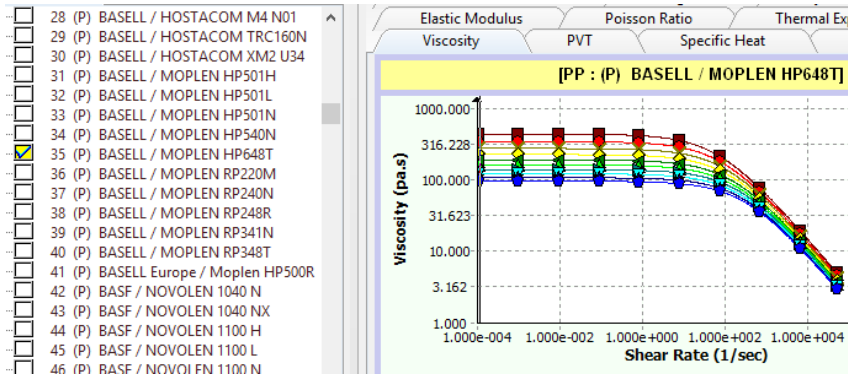 28 (P) BASELL / HOSTACOM M4 N01
29 (P) BASELL / HOSTACOM TRC160N
30 (P) BASELL / HOSTACOM XM2 U34
31 (P) BASELL / MOPLEN HP501H
32 (P) BASELL / MOPLEN HP501L
33 (P) BASELL / MOPLEN HP501N
34 (P) BASELL / MOPLEN HP540N
35 (P) BASELL / MOPLEN HP648T
36 (P) BASELL / MOPLEN RP220M
37 (P) BASELL / MOPLEN RP240N
38 (P) BASELL / MOPLEN RP248R
39 (P) BASELL / MOPLEN RP341N
40 (P) BASELL / MOPLEN RP348T
41 (P) BASELL Europe / Moplen HP500R
42 (P) BASF / NOVOLEN 1040 N
43 (P) BASF / NOVOLEN 1040 NX
44 (P) BASF / NOVOLEN 1100 H
45 (P) BASF / NOVOLEN 1100 L
46 (P) BASF / NOVOLEN 1100 N
Elastic Modulus Poisson Ratio Thermal Exp
Viscosity PVT Specific Heat
[PP : (P) BASELL / MOPLEN HP648T]
Viscosity (pa.s)
1000.000
316.228
100.000
31.623
10.000
3.162
1.000
1.000e-004 1.000e-002 1.000e+000 1.000e+002 1.000e+004
Shear Rate (1/sec)